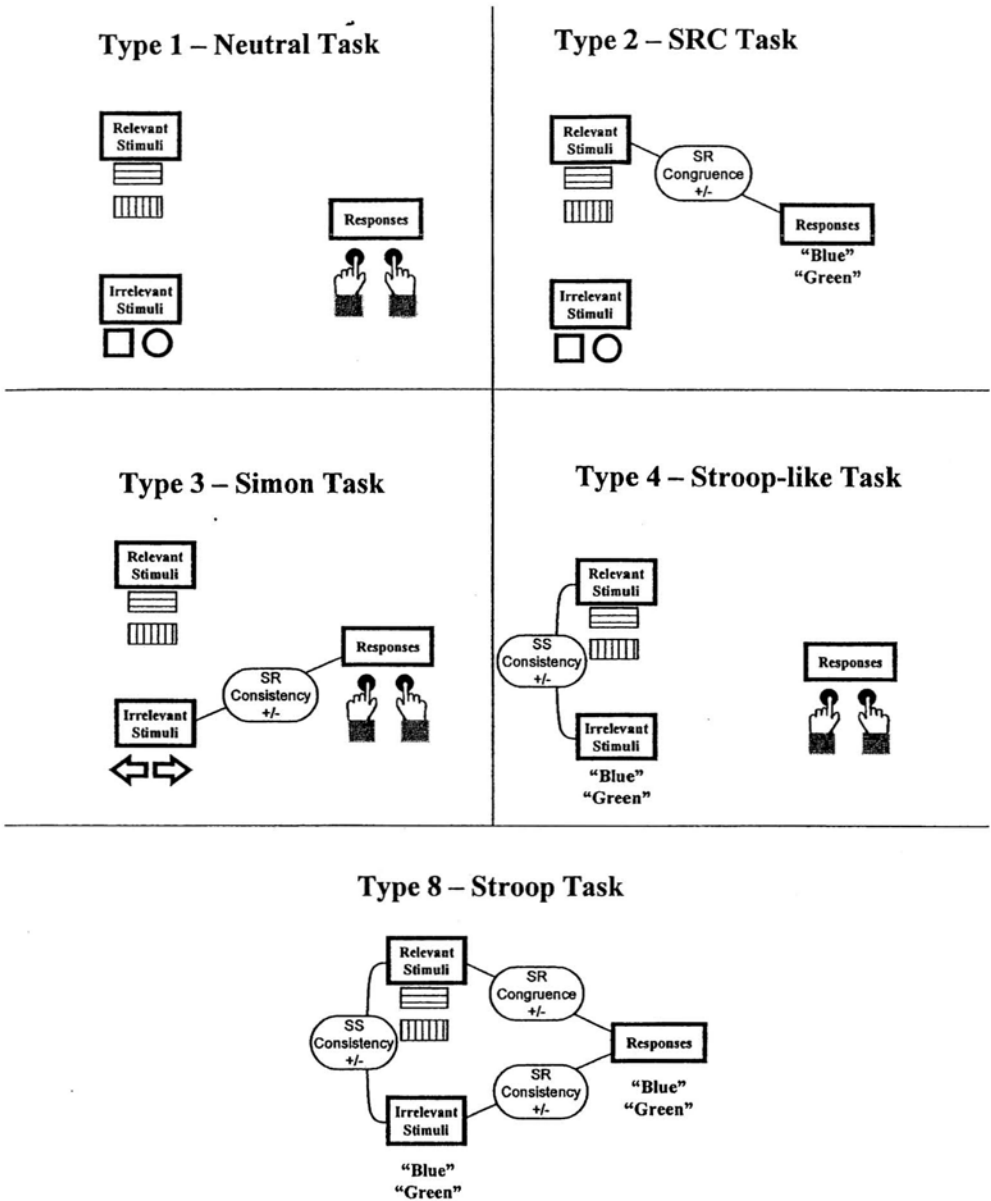 Type 1 – Neutral Task
Relevant
Stimuli
Responses
Irrelevant
Stimuli
Type 2 – SRC Task
Relevant
Stimuli
SR
Congruence
+/-
Responses
“Blue”
“Green”
Irrelevant
Stimuli
Type 3 – Simon Task
Relevant
Stimuli
Responses
SR
Consistency
+/-
Irrelevant
Stimuli
Type 4 – Stroop-like Task
Relevant
Stimuli
SS
Consistency
+/-
Responses
Irrelevant
Stimuli
“Blue”
“Green”
Type 8 – Stroop Task
Relevant
Stimuli
SR
Congruence
+/-
SS
Consistency
+/-
Responses
“Blue”
“Green”
SR
Consistency
+/-
Irrelevant
Stimuli
“Blue”
“Green”